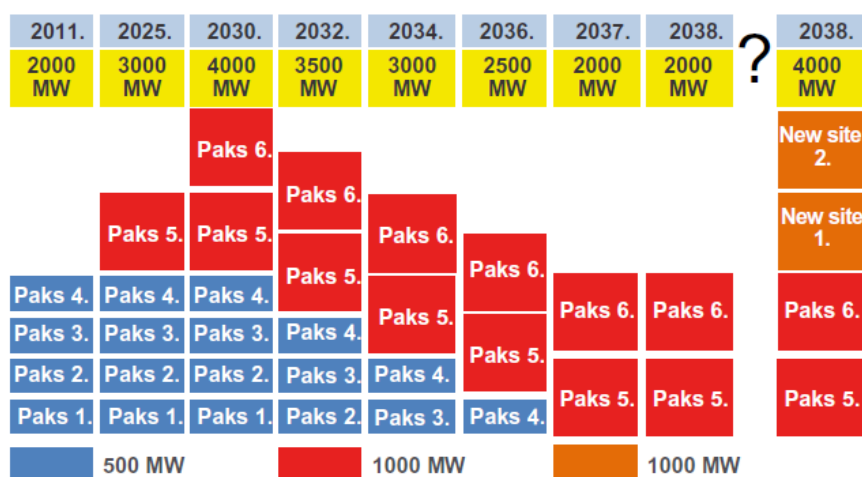 2011. 2025. 2030. 2032. 2034. 2036. 2037. 2038. ? 2038.
2000 MW 3000 MW 4000 MW 3500 MW 3000 MW 2500 MW 2000 MW 2000 MW 4000 MW
Paks 4.
Paks 3.
Paks 2.
Paks 1.
Paks 5.
Paks 4.
Paks 3.
Paks 2.
Paks 1.
Paks 6.
Paks 5.
Paks 4.
Paks 3.
Paks 2.
Paks 1.
Paks 6.
Paks 5.
Paks 4.
Paks 3.
Paks 2.
Paks 6.
Paks 5.
Paks 4.
Paks 3.
Paks 6.
Paks 5.
Paks 4.
Paks 6.
Paks 5.
Paks 6.
Paks 5.
New site
2.
New site
1.
Paks 6.
Paks 5.
500 MW 1000 MW 1000 MW